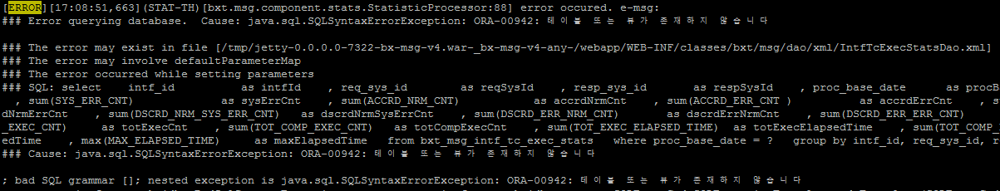 [ERROR][17:08:51,663](STAT-TH)[bxt.msg.component.stats.StatisticProcessor:88] error occured. e-msg:
### Error querying database.  Cause: java.sql.SQLSyntaxErrorException: ORA-00942: 테이블 또는 뷰가 존재하지 않습니다
### The error may exist in file [/tmp/jetty-0.0.0.0-7322-bx-msg-v4.war-_bx-msg-v4-any-/webapp/WEB-INF/classes/bxt/msg/dao/xml/IntfTcExecStatsDao.xml]
### The error may involve defaultParameterMap
### The error occurred while setting parameters
### SQL: select    intf_id          as intfId    , req_sys_id          as reqSysId    , resp_sys_id       as respSysId    , proc_base_date    as procB
  , sum(SYS_ERR_CNT)       as sysErrCnt    , sum(ACCRD_NRM_CNT)       as accrdNrmCnt    , sum(ACCRD_ERR_CNT )      as accrdErrCnt    , s
dNrmErrCnt    , sum(DSCRD_NRM_SYS_ERR_CNT)   as dscrdNrmSysErrCnt    , sum(DSCRD_ERR_NRM_CNT)    as dscrdErrNrmCnt    , sum(DSCRD_ERR_ERR_CNT)
_EXEC_CNT)     as totExecCnt    , sum(TOT_COMP_EXEC_CNT)   as totCompExecCnt    , sum(TOT_EXEC_ELAPSED_TIME)  as totExecElapsedTime    , sum(TOT_COMP_
edTime    , max(MAX_ELAPSED_TIME)     as maxElapsedTime   from bxt_msg_intf_tc_exec_stats   where proc_base_date = ?   group by intf_id, req_sys_id, r
### Cause: java.sql.SQLSyntaxErrorException: ORA-00942: 테이블 또는 뷰가 존재하지 않습니다
; bad SQL grammar []; nested exception is java.sql.SQLSyntaxErrorException: ORA-00942: 테이블 또는 뷰가 존재하지 않습니다